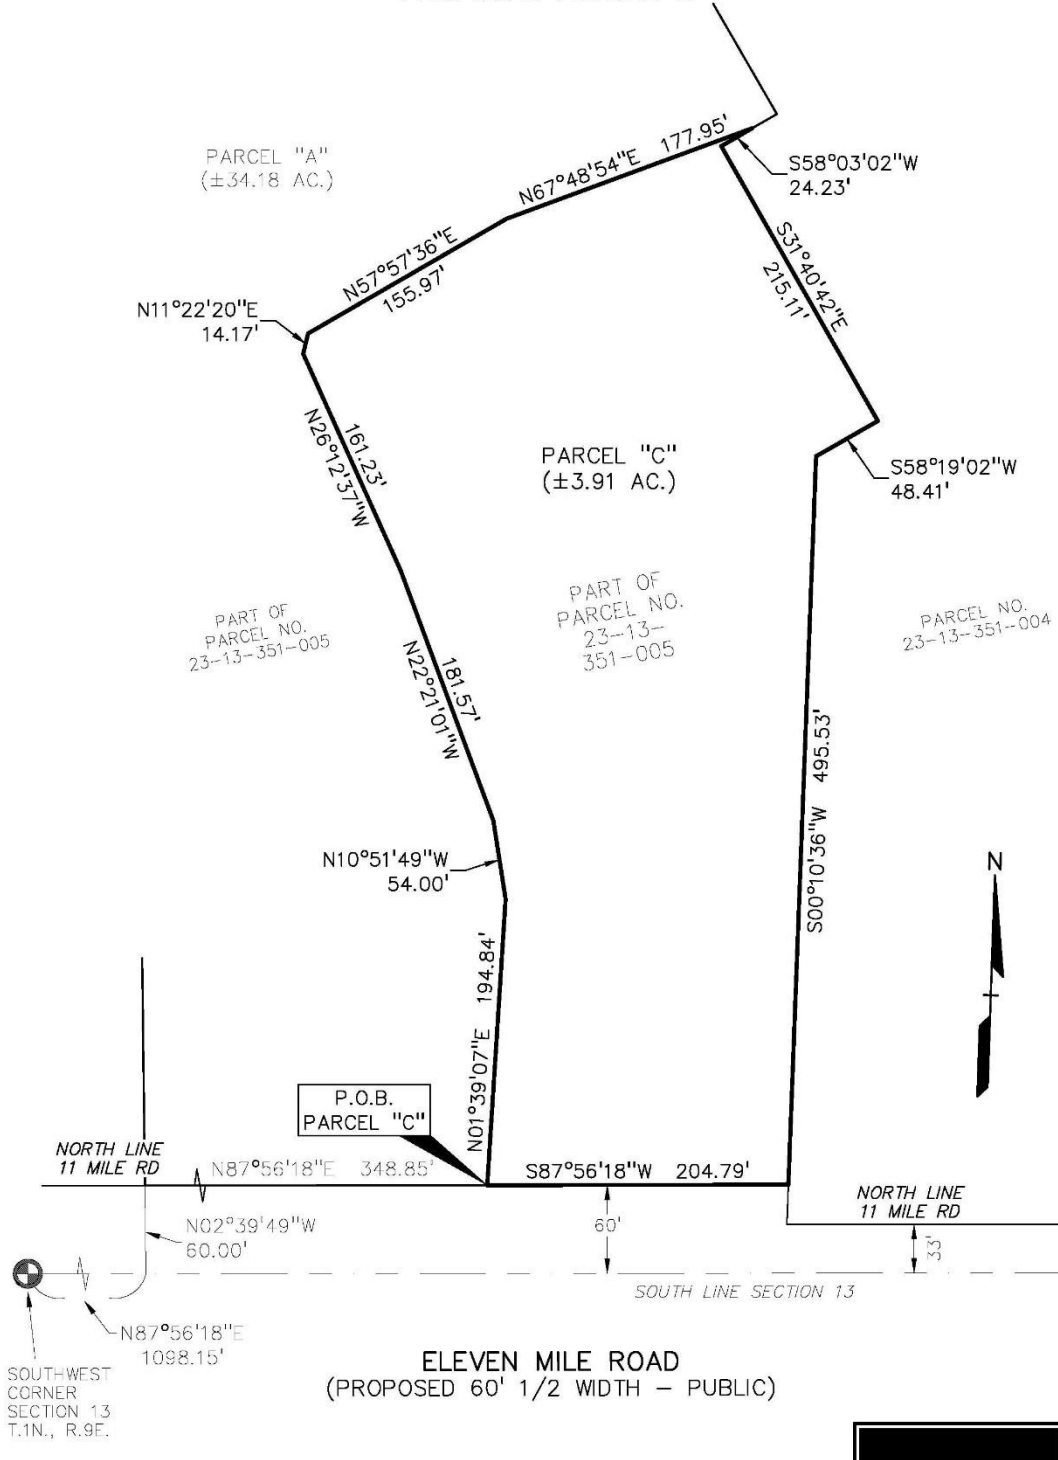 PARCEL "A"
(±34.18 AC.)
N67°48'54"E 177.95'
S58°03'02"W
24.23'
N57°57'36"E
155.97'
S31°40'42"E
215.11'
N11°22'20"E
14.17'
161.23'
N26°12'37"W
PARCEL "C"
(±3.91 AC.)
S58°19'02"W
48.41'
PART OF
PARCEL NO.
23-13-351-005
PART OF
PARCEL NO.
23-13-
351-005
PARCEL NO.
23-13-351-004
181.57'
N22°21'01"W
S00°10'36"W 495.53'
N10°51'49"W
54.00'
N
N01°39'07"E 194.84'
P.O.B.
PARCEL "C"
NORTH LINE
11 MILE RD
N87°56'18"E 348.85'
S87°56'18"W 204.79'
NORTH LINE
11 MILE RD
N02°39'49"W
60.00'
60'
33'
SOUTH LINE SECTION 13
N87°56'18"E
1098.15'
SOUTHWEST
CORNER
SECTION 13
T.1N., R.9E.
ELEVEN MILE ROAD
(PROPOSED 60' 1/2 WIDTH - PUBLIC)